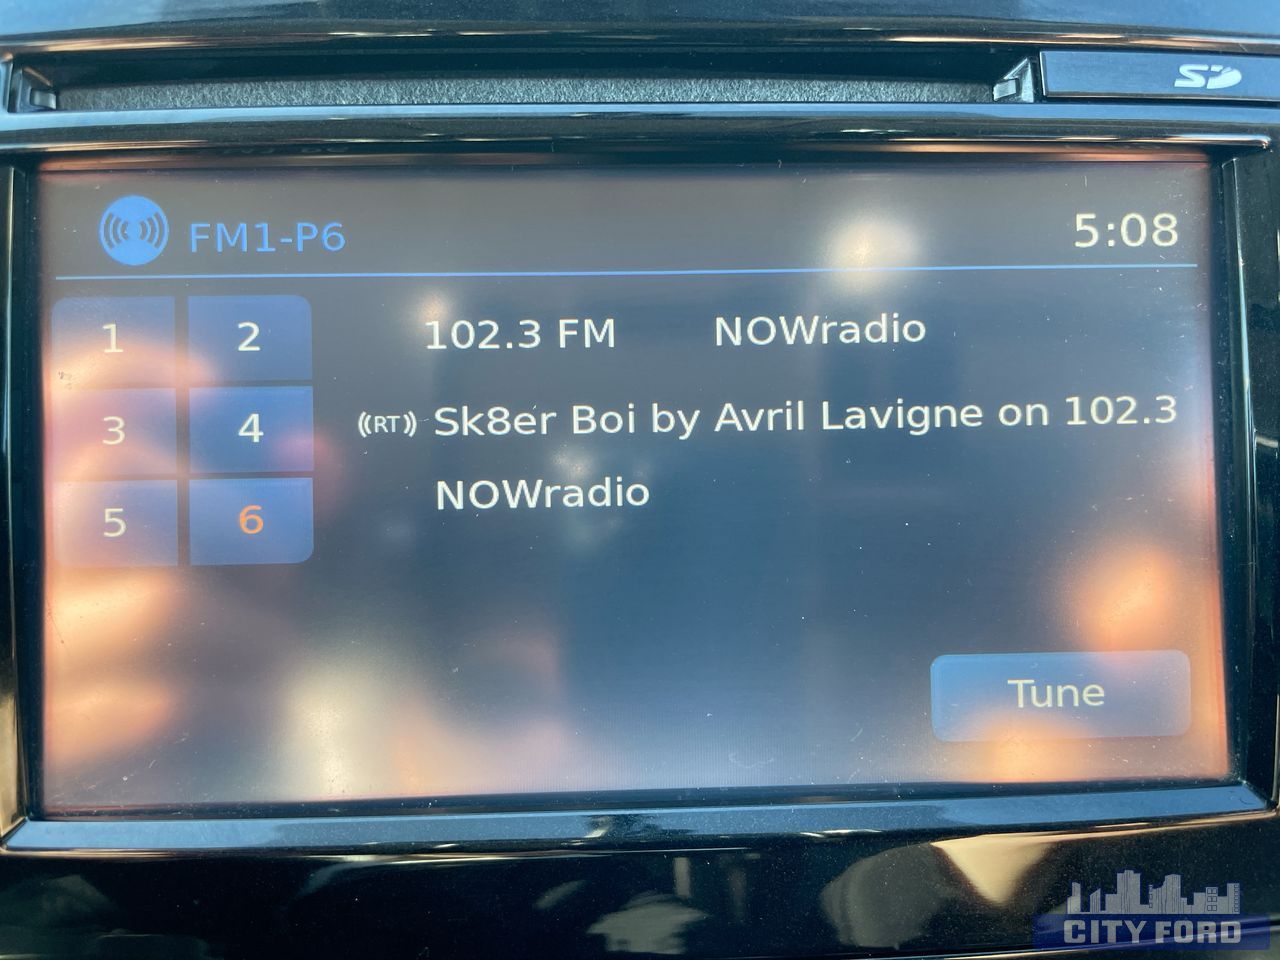 SD
FM1-P6
5:08
1
2
102.3 FM
NOWradio
3
4
((RT)) Sk8er Boi by Avril Lavigne on 102.3
NOWradio
5
6
Tune
CITY FORD